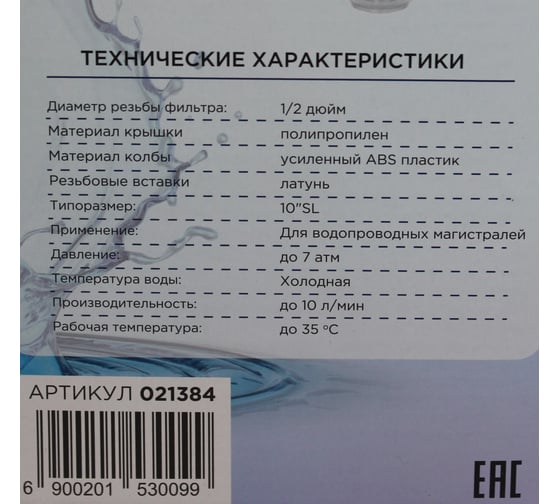 ТЕХНИЧЕСКИЕ ХАРАКТЕРИСТИКИ
Диаметр резьбы фильтра: 1/2 дюйм
Материал крышки полипропилен
Материал колбы усиленный ABS пластик
Резьбовые вставки латунь
Типоразмер: 10"SL
Применение: Для водопроводных магистралей
Давление: до 7 атм
Температура воды: Холодная
Производительность: до 10 л/мин
Рабочая температура: до 35 °C
АРТИКУЛ 021384
6 900201 530099
EAC